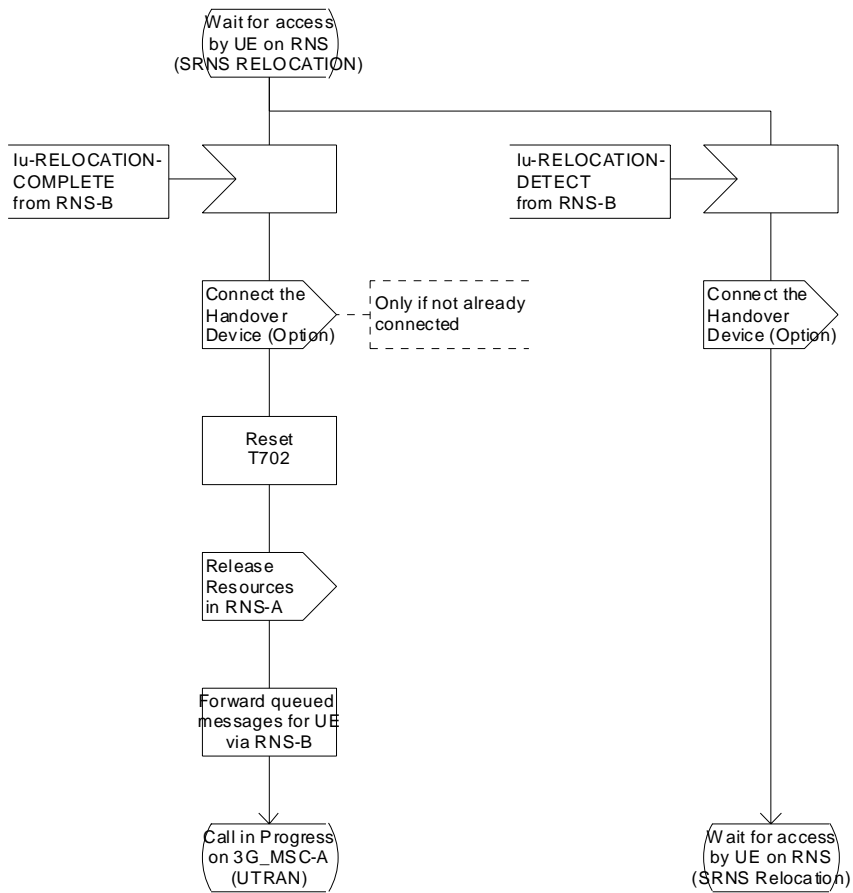 Wait for access
by UE on RNS
(SRNS RELOCATION)
Iu-RELOCATION-
COMPLETE
from RNS-B
Iu-RELOCATION-
DETECT
from RNS-B
Connect the
Handover
Device (Option)
Only if not already
connected
Connect the
Handover
Device (Option)
Reset
T702
Release
Resources
in RNS-A
Forward queued
messages for UE
via RNS-B
Call in Progress
on 3G_MSC-A
(UTRAN)
Wait for access
by UE on RNS
(SRNS Relocation)